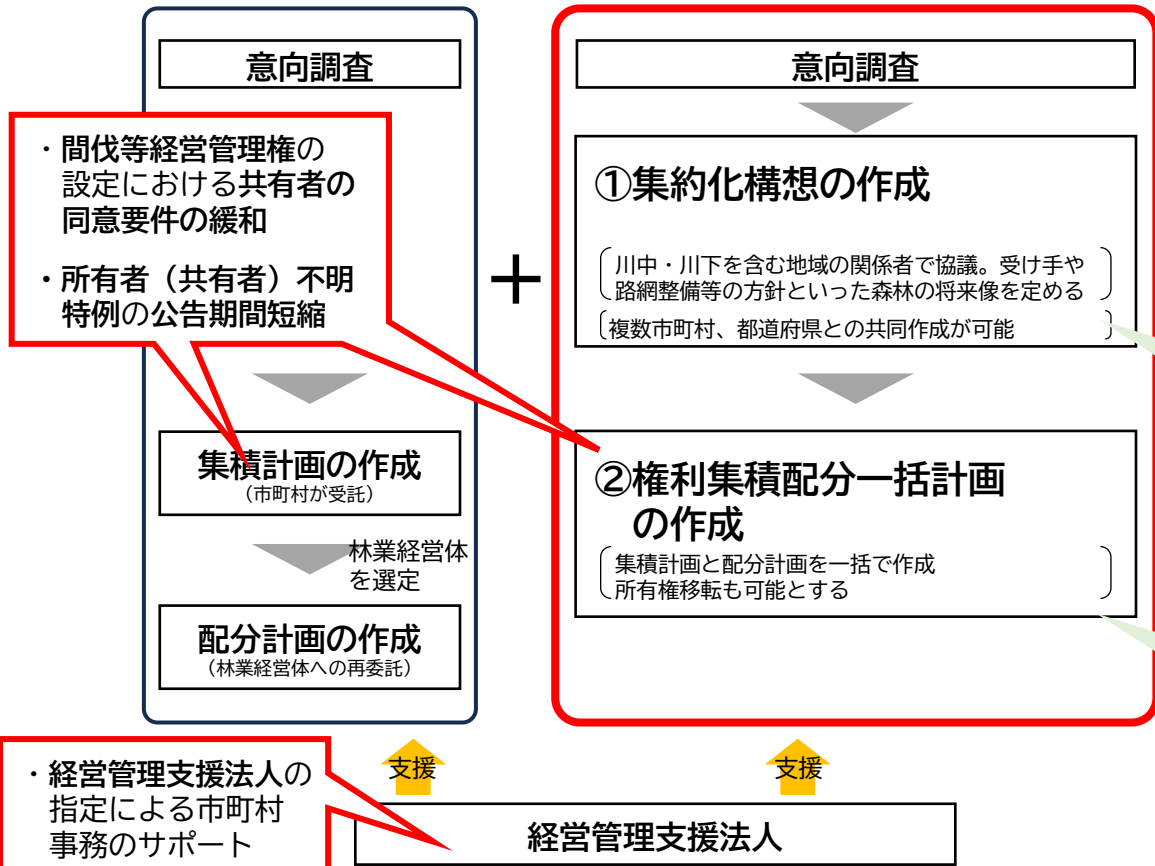 意向調査
・間伐等経営管理権の
設定における共有者の
同意要件の緩和
・所有者（共有者）不明
特例の公告期間短縮
集積計画の作成
（市町村が受託）
林業経営体
を選定
配分計画の作成
（林業経営体への再委託）
＋
意向調査
①集約化構想の作成
川中・川下を含む地域の関係者で協議。受け手や
路網整備等の方針といった森林の将来像を定める
複数市町村、都道府県との共同作成が可能
②権利集積配分一括計画
の作成
集積計画と配分計画を一括で作成
所有権移転も可能とする
支援
支援
・経営管理支援法人の
指定による市町村
事務のサポート
経営管理支援法人